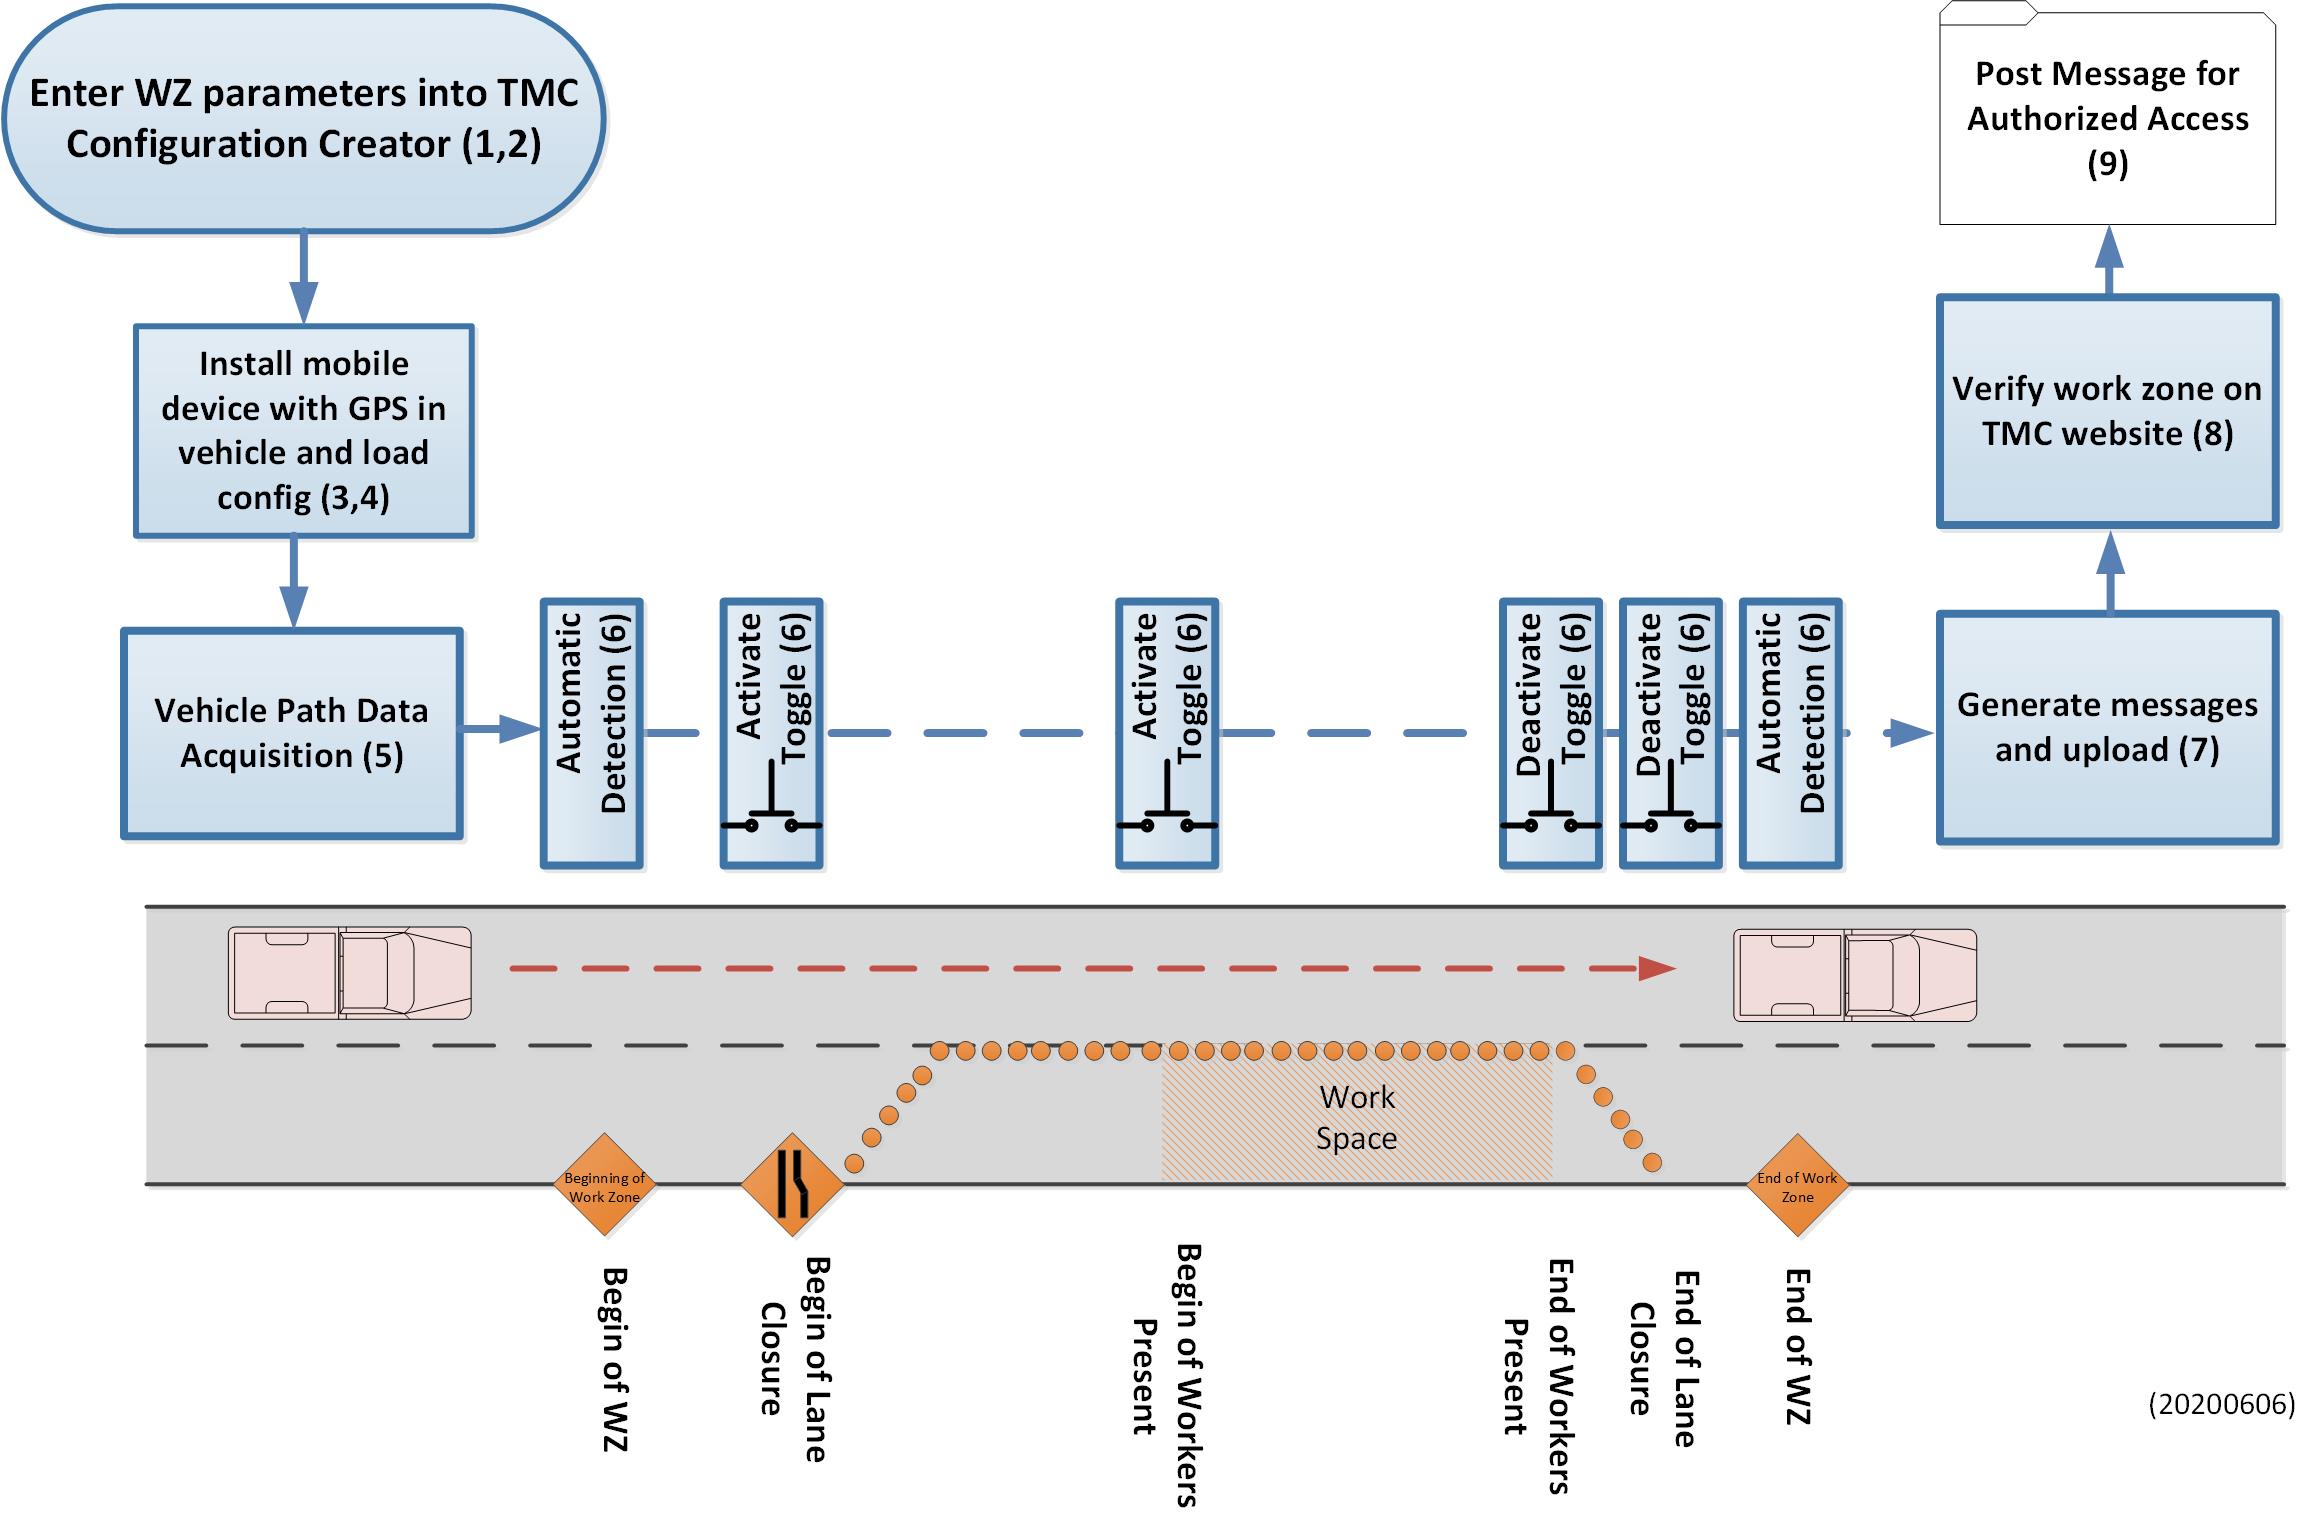 Enter WZ parameters into TMC
Configuration Creator (1,2)
Install mobile
device with GPS in
vehicle and load
config (3,4)
Vehicle Path Data
Acquisition (5)
Automatic
Detection (6)
Activate
Toggle (6)
Activate
Toggle (6)
Deactivate
Toggle (6)
Deactivate
Toggle (6)
Automatic
Detection (6)
Generate messages
and upload (7)
Verify work zone on
TMC website (8)
Post Message for
Authorized Access
(9)
Work
Space
Beginning of
Work Zone
End of Work
Zone
Begin of WZ
Begin of Lane
Closure
Begin of Workers
Present
End of Workers
Present
End of Lane
Closure
End of WZ
(20200606)